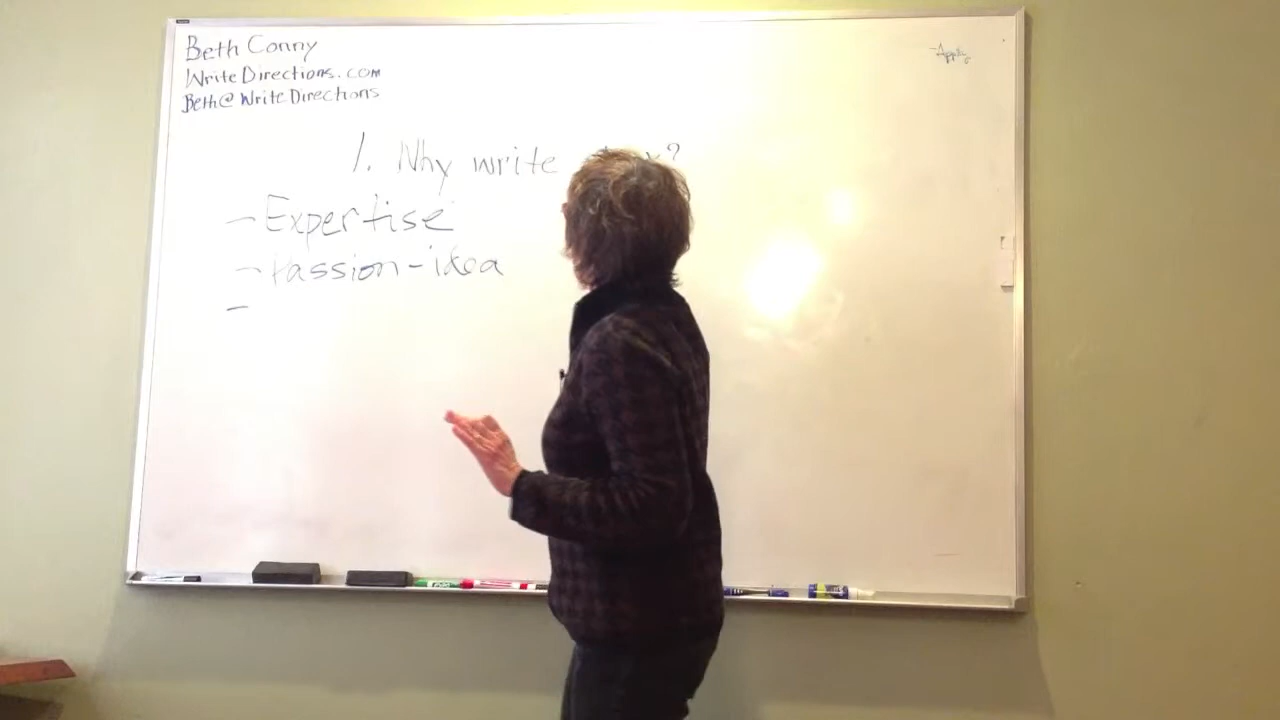 Beth Conny
WriteDirections.com
Beth@WriteDirections
1. Why write
- Expertise
- Passion - idea
-